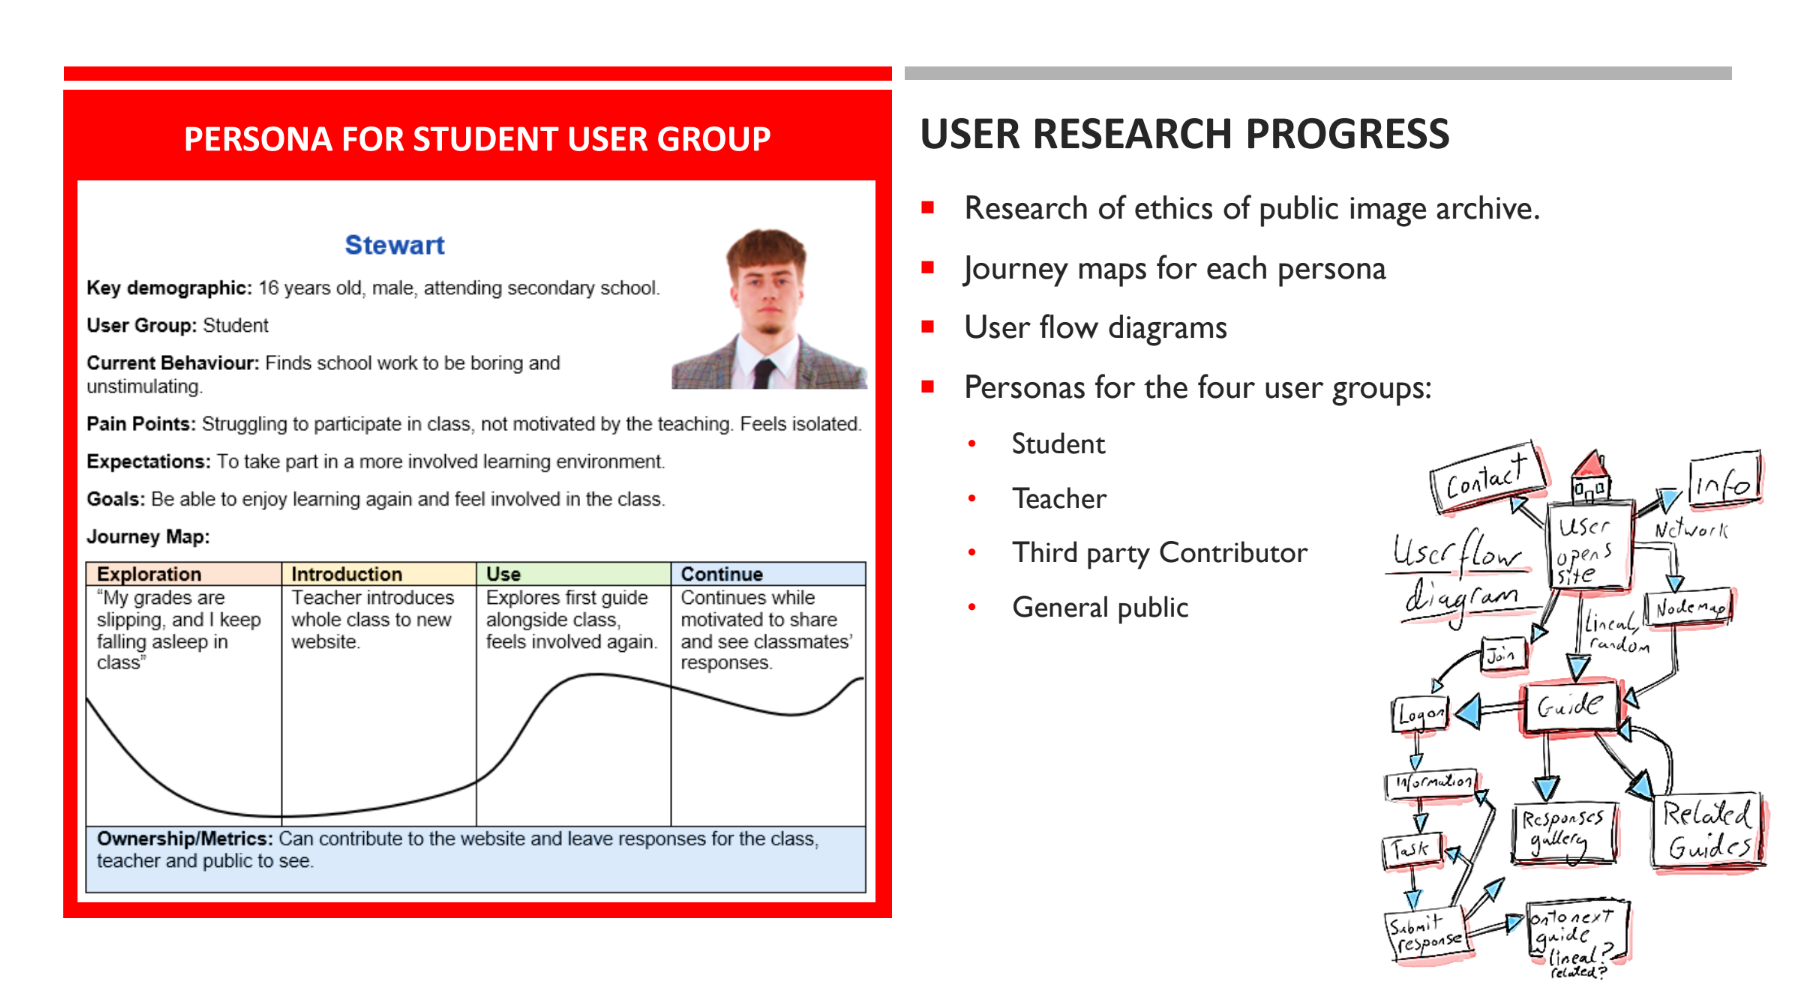 PERSONA FOR STUDENT USER GROUP
Stewart
Key demographic: 16 years old, male, attending secondary school.
User Group: Student
Current Behaviour: Finds school work to be boring and
unstimulating.
Pain Points: Struggling to participate in class, not motivated by the teaching. Feels isolated.
Expectations: To take part in a more involved learning environment.
Goals: Be able to enjoy learning again and feel involved in the class.
Journey Map:
Exploration
"My grades are
slipping, and I keep
falling asleep in
class"
Introduction
Teacher introduces
whole class to new
website.
Use
Explores first guide
alongside class,
feels involved again.
Continue
Continues while
motivated to share
and see classmates'
responses.
Ownership/Metrics: Can contribute to the website and leave responses for the class,
teacher and public to see.
USER RESEARCH PROGRESS
Research of ethics of public image archive.
Journey maps for each persona
User flow diagrams
Personas for the four user groups:
Student
Teacher
Third party Contributor
General public
User flow
diagram
Contact
User
opens
site
Info
Network
Node map
Lineal,
random
Join
Logon
Guide
Information
Task
Submit
response
Responses
gallery
Related
Guides
onto next
guide
lineal?
related?